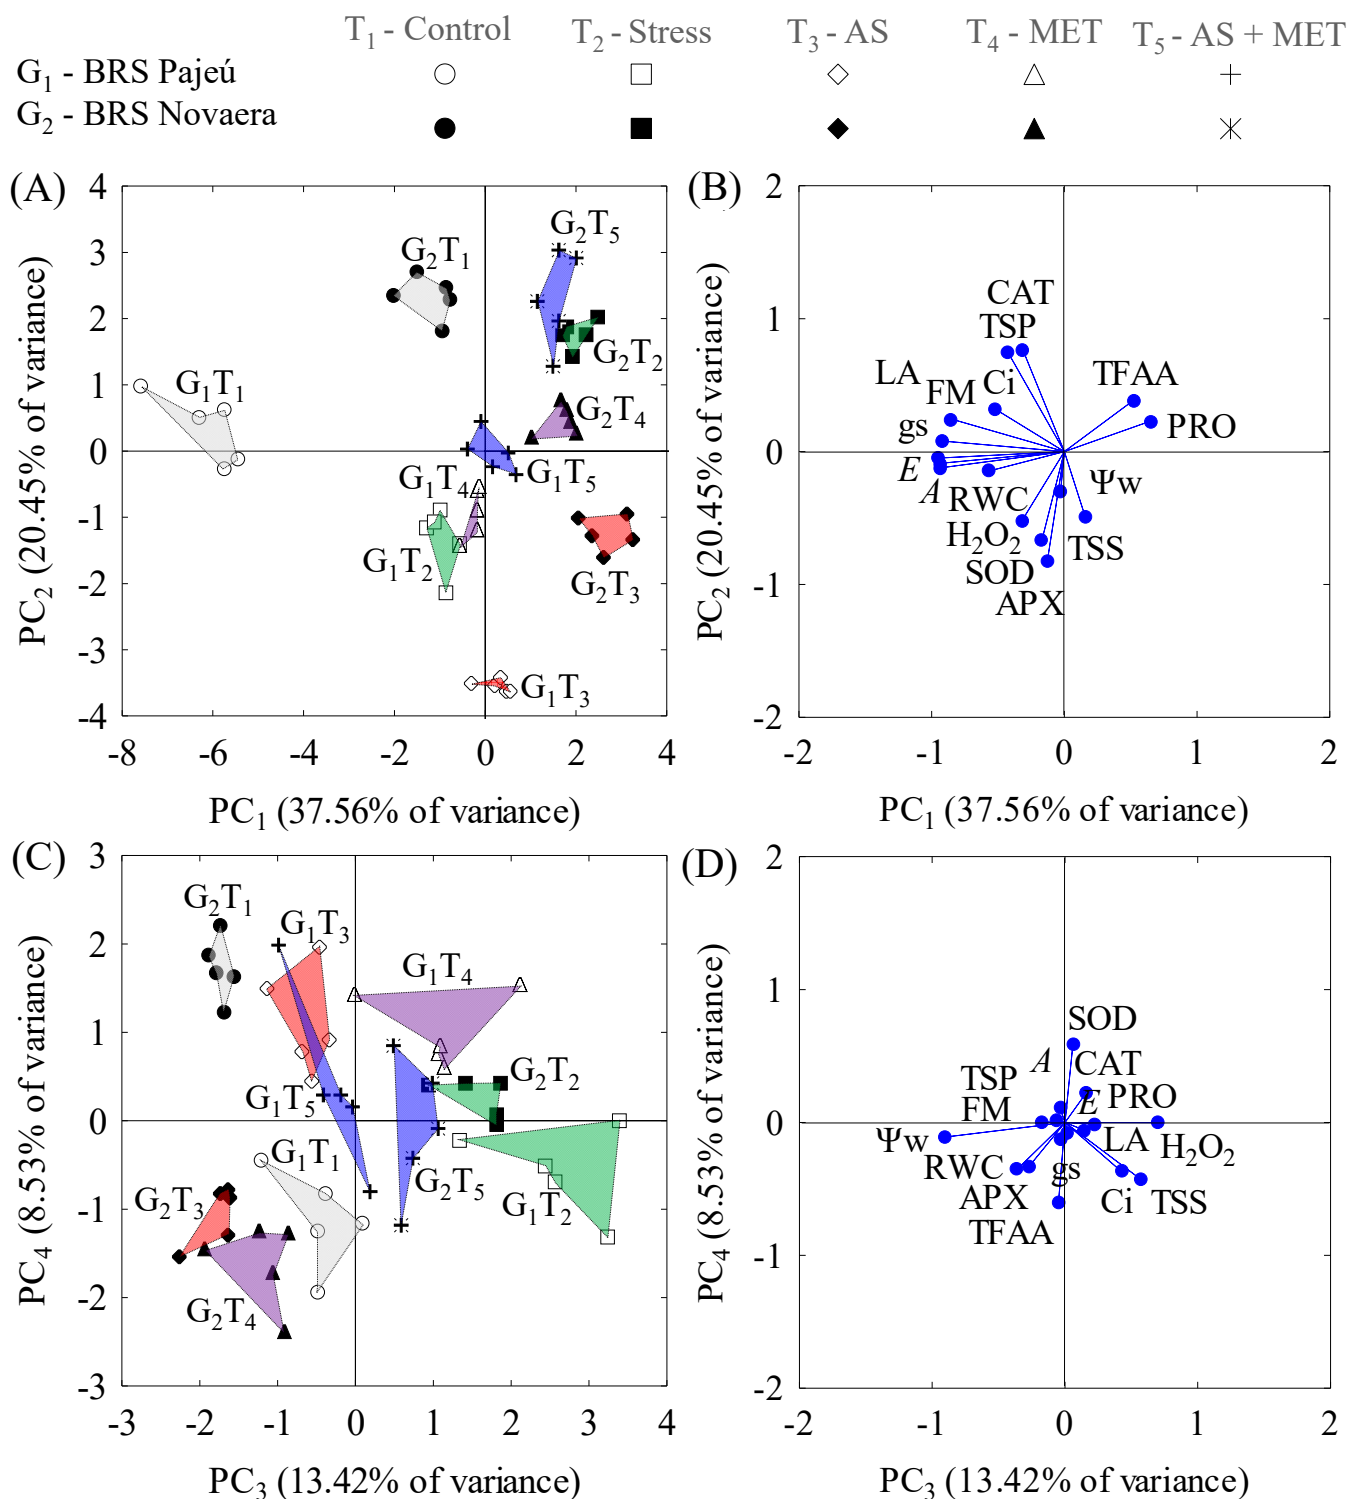 T₁ - Control T₂ - Stress T₃ - AS T₄ - MET T₅ - AS + MET
G₁ - BRS Pajeú
G₂ - BRS Novaera
(A)
4
3
2
1
0
-1
-2
-3
-4
PC₂ (20.45% of variance)
G₂T₅
G₂T₁
G₂T₂
G₁T₁
G₂T₄
G₁T₄
G₁T₅
G₁T₂
G₂T₃
G₁T₃
-8 -6 -4 -2 0 2 4
PC₁ (37.56% of variance)
(B)
2
1
0
-1
-2
PC₂ (20.45% of variance)
CAT
TSP
LA FM Ci TFAA
gs PRO
E A RWC Ψw
H₂O₂ TSS
SOD
APX
-2 -1 0 1 2
PC₁ (37.56% of variance)
(C)
3
2
1
0
-1
-2
-3
PC₄ (8.53% of variance)
G₂T₁
G₁T₃
G₁T₄
G₂T₂
G₁T₅
G₁T₁
G₂T₃
G₂T₅
G₁T₂
G₂T₄
-3 -2 -1 0 1 2 3 4
PC₃ (13.42% of variance)
(D)
2
1
0
-1
-2
PC₄ (8.53% of variance)
SOD
A CAT
TSP E PRO
FM
Ψw LA H₂O₂
RWC gs
APX Ci TSS
TFAA
-2 -1 0 1 2
PC₃ (13.42% of variance)